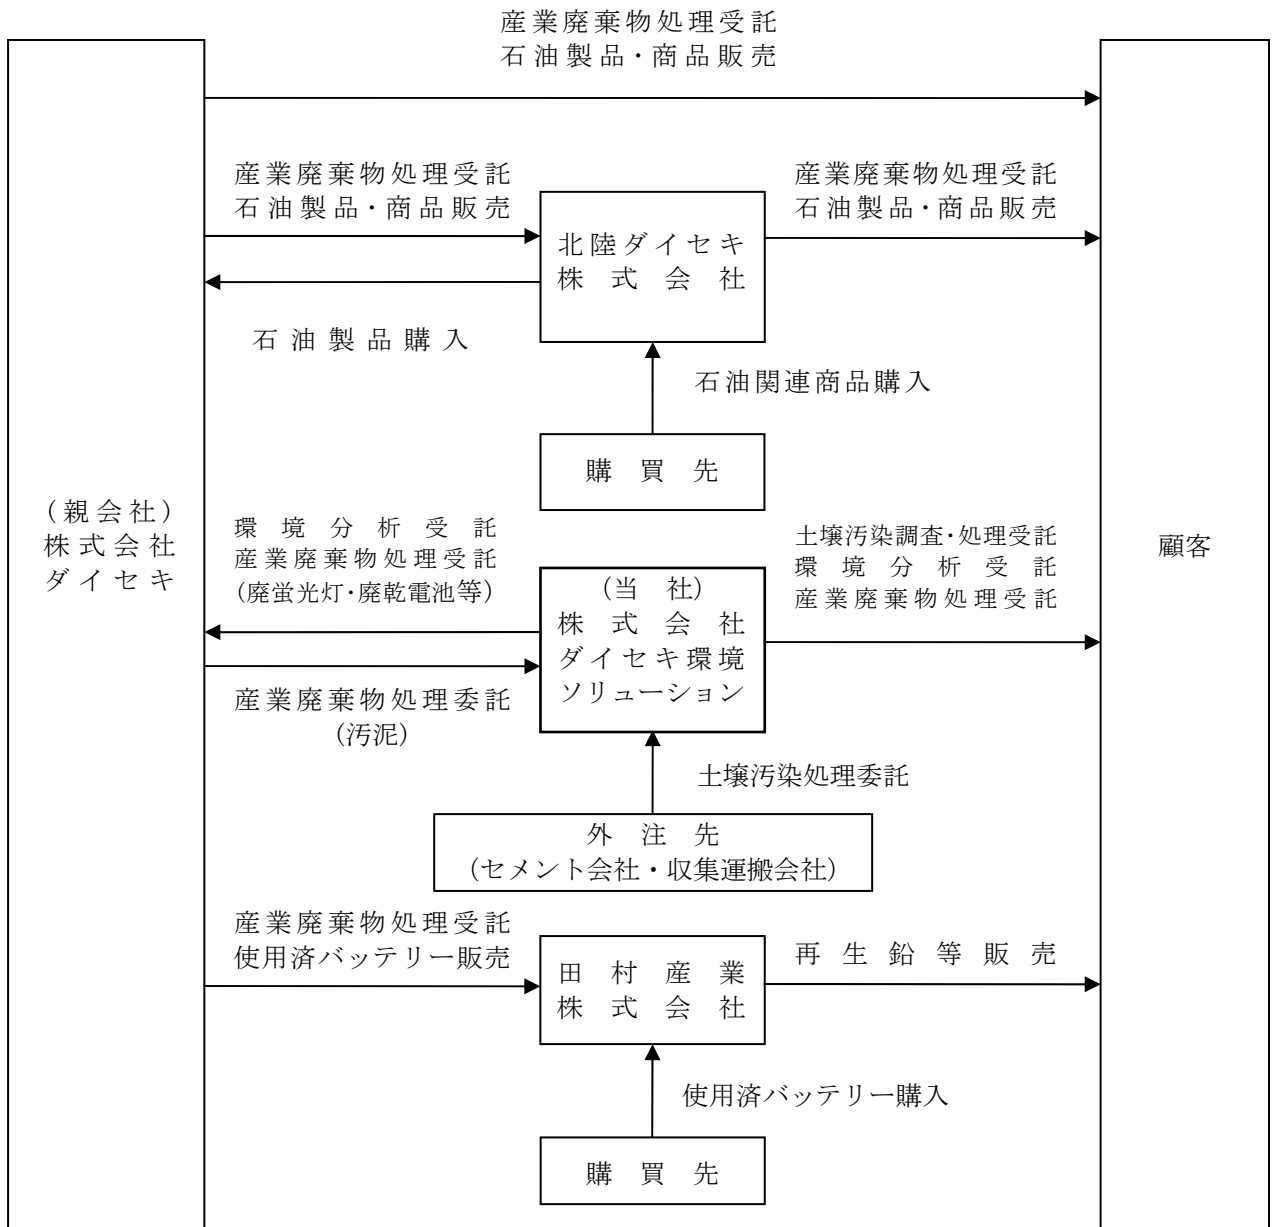 産業廃棄物処理受託
石油製品・商品販売
産業廃棄物処理受託
石油製品・商品販売
産業廃棄物処理受託
石油製品・商品販売
北陸ダイセキ
株式会社
石油製品購入
石油関連商品購入
購買先
(親会社)
株式会社
ダイセキ
顧客
環境分析受託
産業廃棄物処理受託
(廃蛍光灯・廃乾電池等)
土壌汚染調査・処理受託
環境分析受託
産業廃棄物処理受託
(当社)
株式会社
ダイセキ環境
ソリューション
産業廃棄物処理委託
(汚泥)
土壌汚染処理委託
外注先
(セメント会社・収集運搬会社)
産業廃棄物処理受託
使用済バッテリー販売
田村産業
株式会社
再生鉛等販売
使用済バッテリー購入
購買先